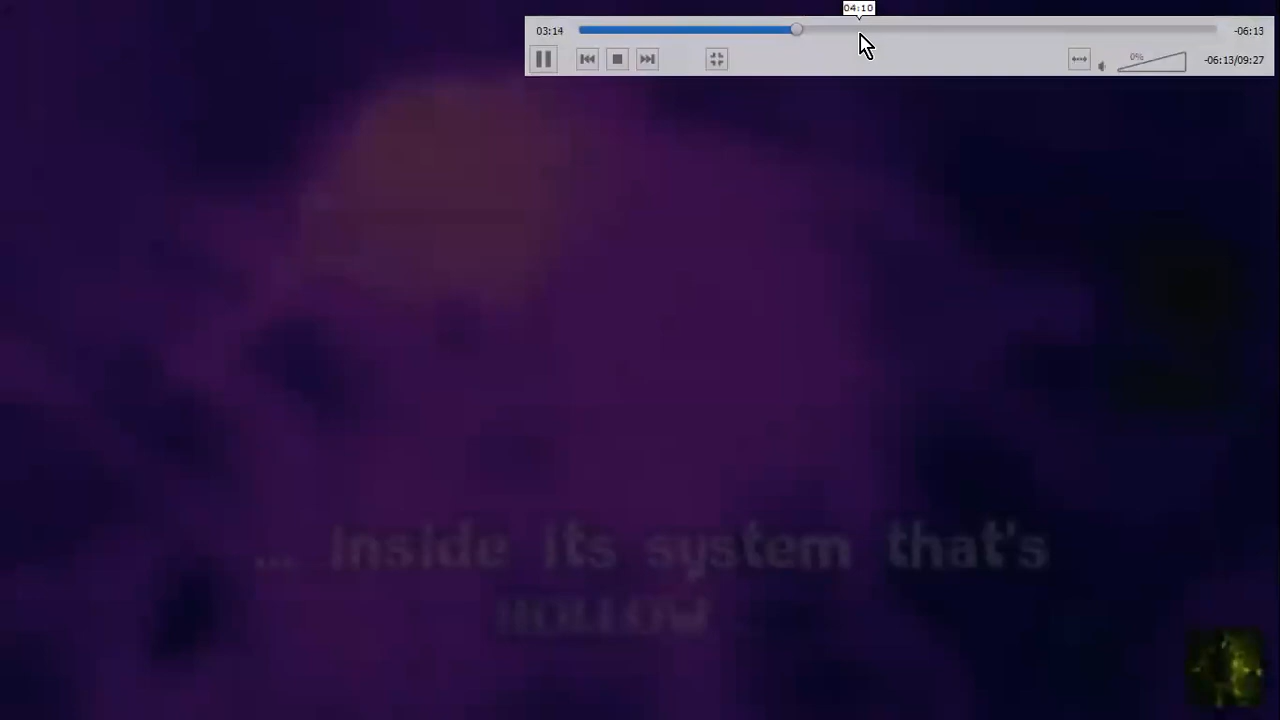 04:10
03:14
-06:13
0%
-06:13/09:27
... Inside its system that's
HOLLOW